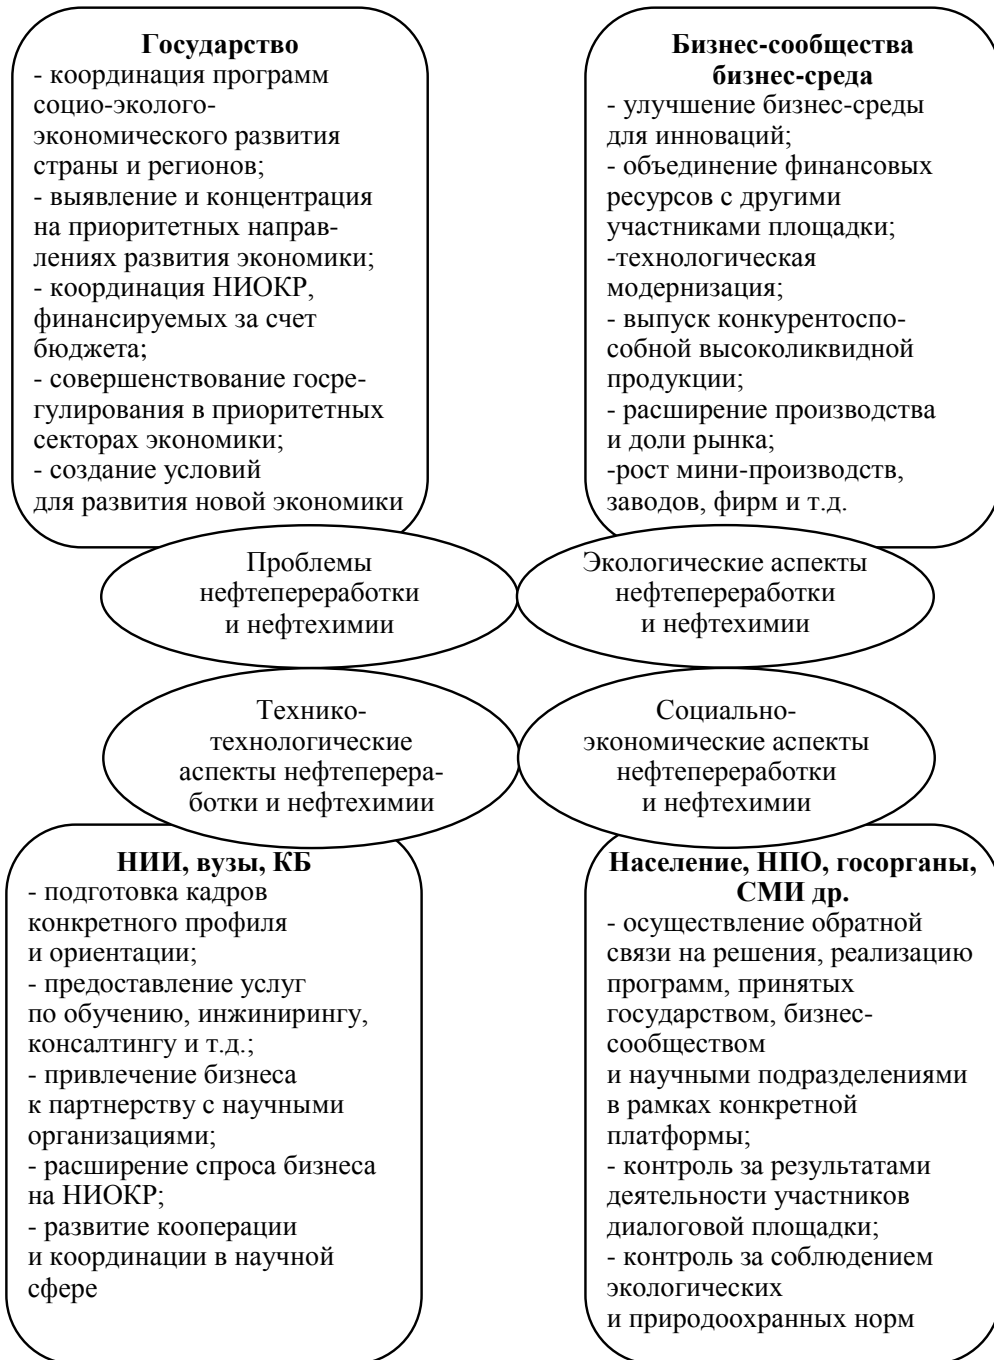 Государство
- координация программ
социо-эколого-
экономического развития
страны и регионов;
- выявление и концентрация
на приоритетных направ-
лениях развития экономики;
- координация НИОКР,
финансируемых за счет
бюджета;
- совершенствование госре-
гулирования в приоритетных
секторах экономики;
- создание условий
для развития новой экономики
Бизнес-сообщества
бизнес-среда
- улучшение бизнес-среды
для инноваций;
- объединение финансовых
ресурсов с другими
участниками площадки;
-технологическая
модернизация;
- выпуск конкурентоспо-
собной высоколиквидной
продукции;
- расширение производства
и доли рынка;
-рост мини-производств,
заводов, фирм и т.д.
Проблемы
нефтепереработки
и нефтехимии
Экологические аспекты
нефтепереработки
и нефтехимии
Технико-
технологические
аспекты нефтеперера-
ботки и нефтехимии
Социально-
экономические аспекты
нефтепереработки
и нефтехимии
НИИ, вузы, КБ
- подготовка кадров
конкретного профиля
и ориентации;
- предоставление услуг
по обучению, инжинирингу,
консалтингу и т.д.;
- привлечение бизнеса
к партнерству с научными
организациями;
- расширение спроса бизнеса
на НИОКР;
- развитие кооперации
и координации в научной
сфере
Население, НПО, госорганы,
СМИ др.
- осуществление обратной
связи на решения, реализацию
программ, принятых
государством, бизнес-
сообществом
и научными подразделениями
в рамках конкретной
платформы;
- контроль за результатами
деятельности участников
диалоговой площадки;
- контроль за соблюдением
экологических
и природоохранных норм